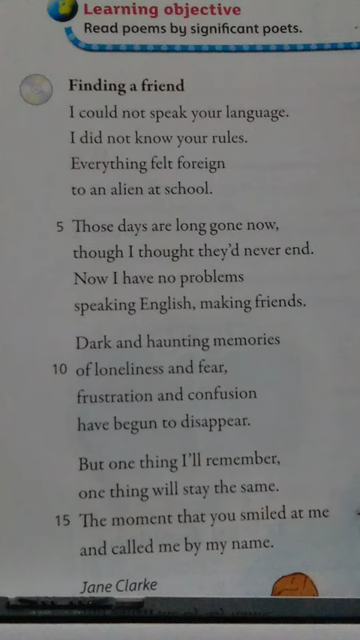 Learning objective
Read poems by significant poets.
Finding a friend
I could not speak your language.
I did not know your rules.
Everything felt foreign
to an alien at school.
5 Those days are long gone now,
though I thought they'd never end.
Now I have no problems
speaking English, making friends.
Dark and haunting memories
10 of loneliness and fear,
frustration and confusion
have begun to disappear.
But one thing I'll remember,
one thing will stay the same.
15 The moment that you smiled at me
and called me by my name.
Jane Clarke